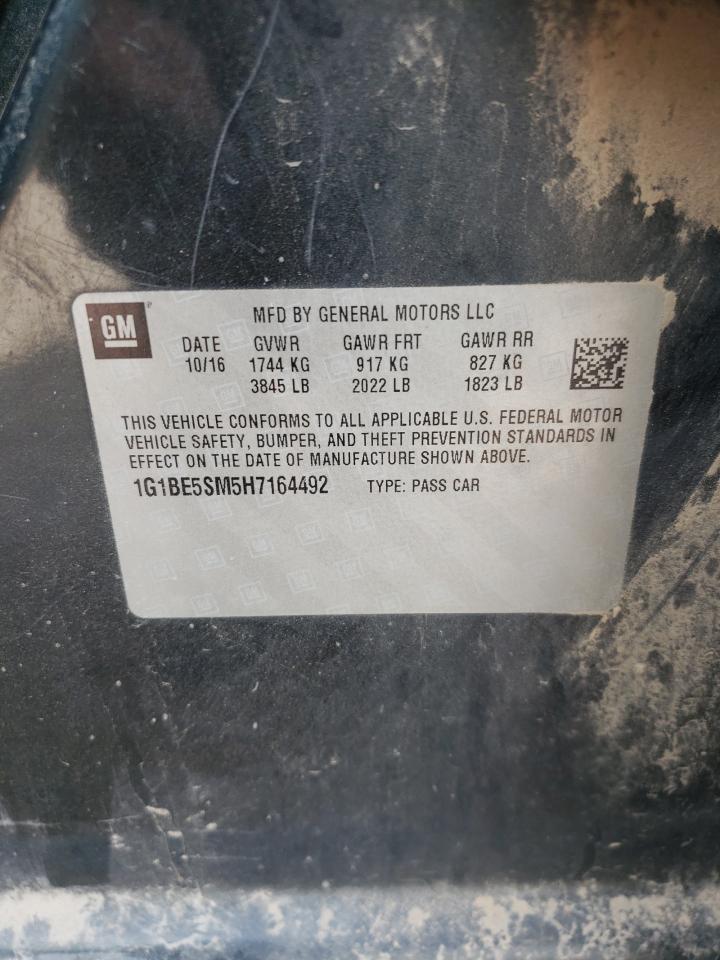 GM
MFD BY GENERAL MOTORS LLC
DATE GVWR GAWR FRT GAWR RR
10/16 1744 KG 917 KG 827 KG
3845 LB 2022 LB 1823 LB
THIS VEHICLE CONFORMS TO ALL APPLICABLE U.S. FEDERAL MOTOR
VEHICLE SAFETY, BUMPER, AND THEFT PREVENTION STANDARDS IN
EFFECT ON THE DATE OF MANUFACTURE SHOWN ABOVE.
1G1BE5SM5H7164492 TYPE: PASS CAR